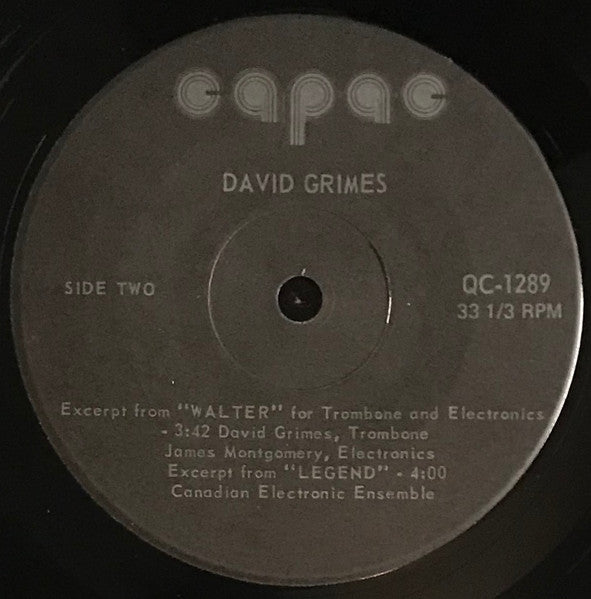 capac
DAVID GRIMES
SIDE TWO
QC-1289
33 1/3 RPM
Excerpt from "WALTER" for Trombone and Electronics
- 3:42 David Grimes, Trombone
James Montgomery, Electronics
Excerpt from "LEGEND" - 4:00
Canadian Electronic Ensemble